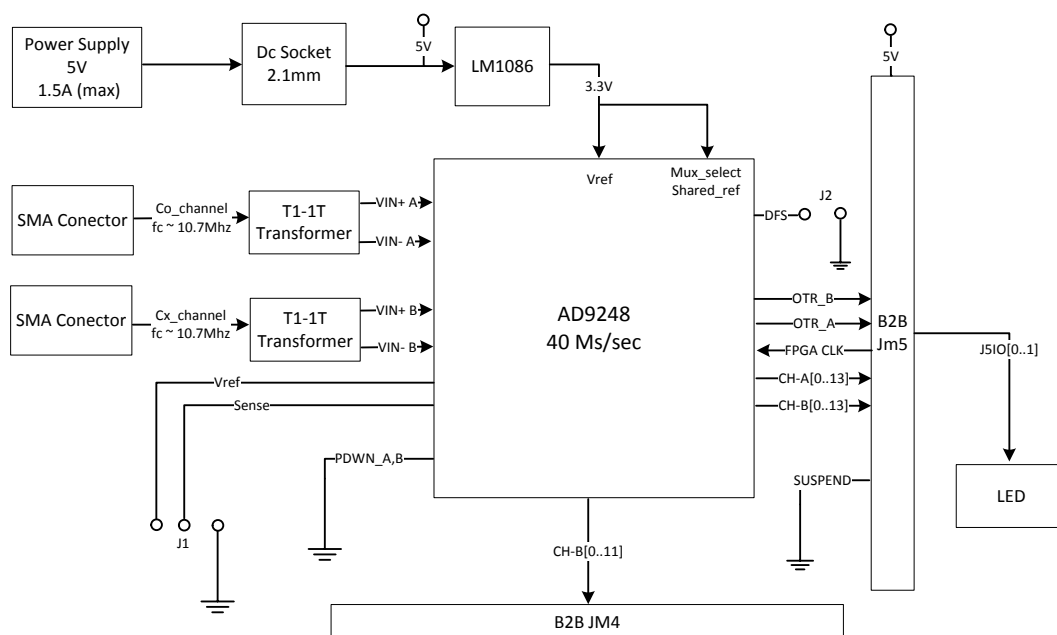 Power Supply
5V
1.5A (max)
Dc Socket
2.1mm
5V
LM1086
3.3V
5V
Vref
Mux_select
Shared_ref
SMA Conector
Co_channel
fc ~ 10.7Mhz
T1-1T
Transformer
VIN+ A
VIN- A
DFS
J2
SMA Conector
Cx_channel
fc ~ 10.7Mhz
T1-1T
Transformer
VIN+ B
VIN- B
AD9248
40 Ms/sec
OTR_B
OTR_A
FPGA CLK
CH-A[0..13]
CH-B[0..13]
B2B
Jm5
J5IO[0..1]
Vref
Sense
PDWN_A,B
SUSPEND
LED
J1
CH-B[0..11]
B2B JM4